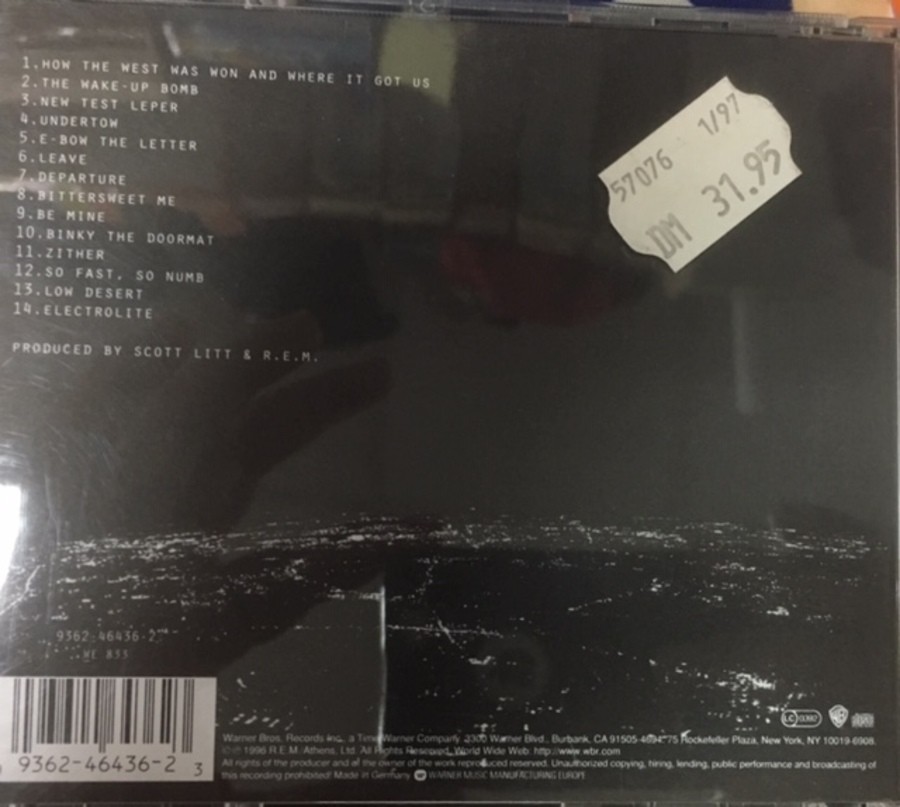 1.HOW THE WEST WAS WON AND WHERE IT GOT US
2.THE WAKE-UP BOMB
3.NEW TEST LEPER
4.UNDERTOW
5.E-BOW THE LETTER
6.LEAVE
7.DEPARTURE
8.BITTERSWEET ME
9.BE MINE
10.BINKY THE DOORMAT
11.ZITHER
12.SO FAST, SO NUMB
13.LOW DESERT
14.ELECTROLITE
PRODUCED BY SCOTT LITT & R.E.M.
57076 1/97
DM 31.95
9362-46436-2
WE 833
9362-46436-2 3
LC
Warner Bros. Records Inc., a Time Warner Company. 3300 Warner Blvd., Burbank, CA 91505-4694 • 75 Rockefeller Plaza, New York, NY 10019-6908.
1996 R.E.M./Athens, Ltd. All Rights Reserved. World Wide Web: http://www.wbr.com
All rights of the producer and of the owner of the work reproduced reserved. Unauthorized copying, hiring, lending, public performance and broadcasting of
this recording prohibited! Made in Germany WARNER MUSIC MANUFACTURING EUROPE